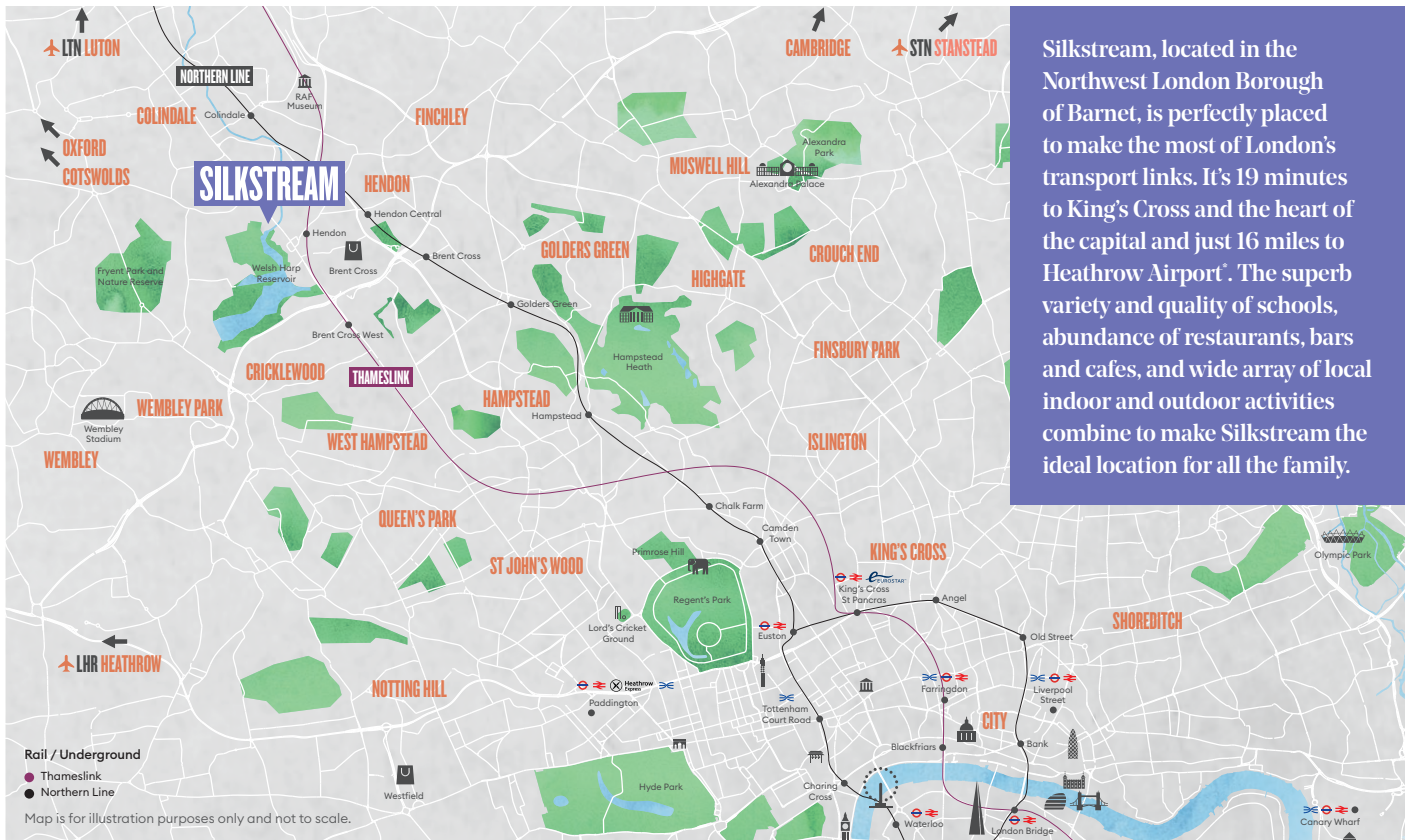 LTN LUTON
CAMBRIDGE
STN STANSTEAD
NORTHERN LINE
RAF
Museum
COLINDALE
Colindale
FINCHLEY
OXFORD
COTSWOLDS
Alexandra
Park
MUSWELL HILL
Alexandra Palace
SILKSTREAM
HENDON
Hendon Central
Hendon
Brent Cross
Brent Cross
GOLDERS GREEN
CROUCH END
HIGHGATE
Fryent Park and
Nature Reserve
Welsh Harp
Reservoir
Golders Green
Brent Cross West
Hampstead
Heath
FINSBURY PARK
CRICKLEWOOD
THAMESLINK
HAMPSTEAD
Hampstead
WEMBLEY PARK
Wembley
Stadium
WEMBLEY
WEST HAMPSTEAD
ISLINGTON
Silkstream, located in the
Northwest London Borough
of Barnet, is perfectly placed
to make the most of London's
transport links. It's 19 minutes
to King's Cross and the heart of
the capital and just 16 miles to
Heathrow Airport*. The superb
variety and quality of schools,
abundance of restaurants, bars
and cafes, and wide array of local
indoor and outdoor activities
combine to make Silkstream the
ideal location for all the family.
QUEEN'S PARK
Chalk Farm
Camden
Town
ST JOHN'S WOOD
Primrose Hill
KING'S CROSS
EUROSTAR
King's Cross
St Pancras
Angel
Olympic Park
Regent's Park
Lord's Cricket
Ground
Euston
Old Street
SHOREDITCH
LHR HEATHROW
NOTTING HILL
Heathrow
Express
Paddington
Farringdon
Liverpool
Street
Tottenham
Court Road
CITY
Blackfriars
Bank
Westfield
Hyde Park
Charing
Cross
Waterloo
London Bridge
Canary Wharf
Rail / Underground
Thameslink
Northern Line
Map is for illustration purposes only and not to scale.